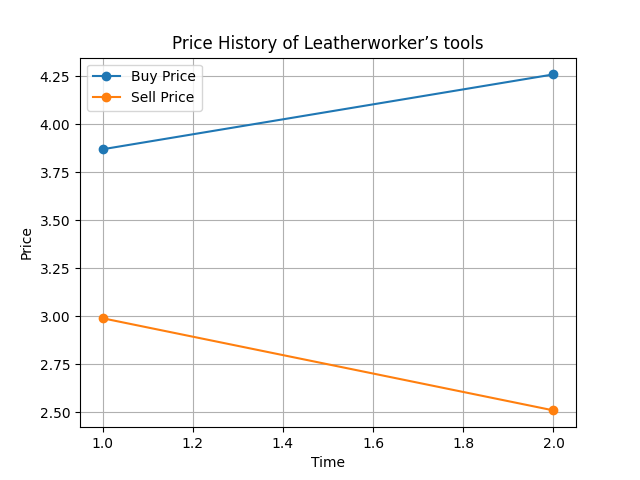 Price History of Leatherworker’s tools
Buy Price
Sell Price
4.25
4.00
3.75
3.50
3.25
3.00
2.75
2.50
Price
1.0 1.2 1.4 1.6 1.8 2.0
Time